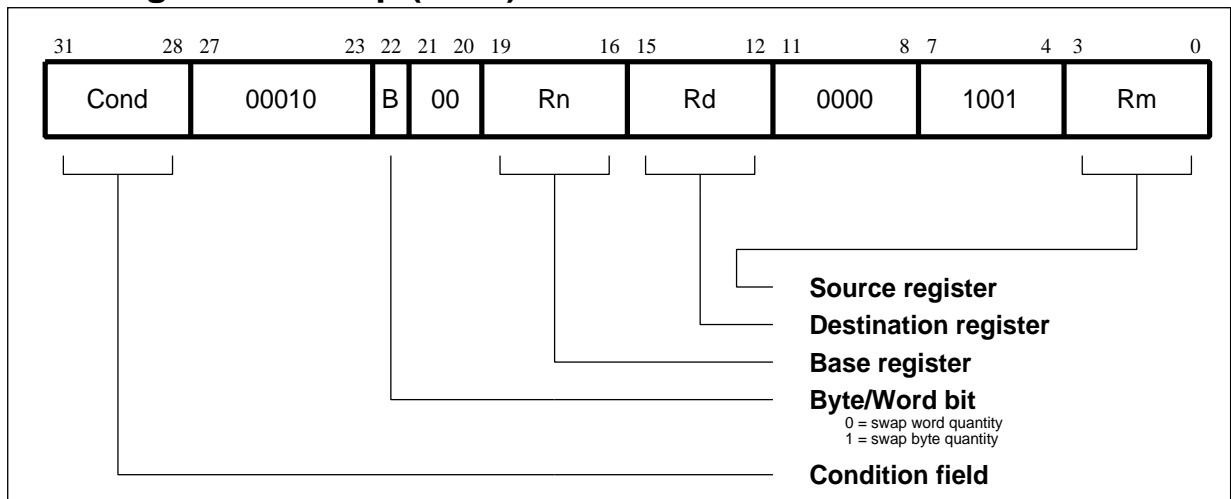 31 28 27 23 22 21 20 19 16 15 12 11 8 7 4 3 0
Cond 00010 B 00 Rn Rd 0000 1001 Rm
Source register
Destination register
Base register
Byte/Word bit
0 = swap word quantity
1 = swap byte quantity
Condition field